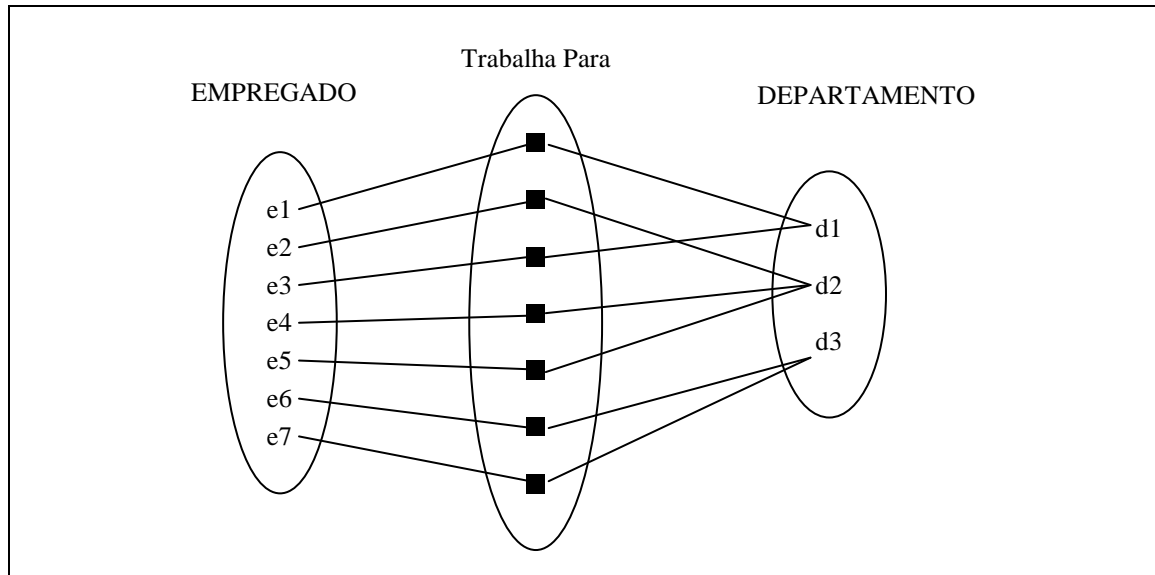 Trabalha Para
EMPREGADO
DEPARTAMENTO
e1
e2
e3
e4
e5
e6
e7
d1
d2
d3